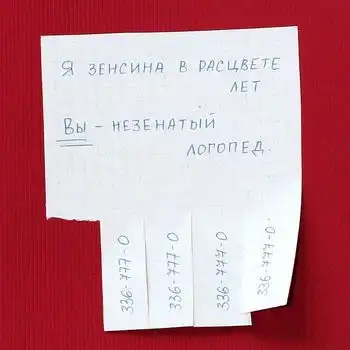 Я ЗЕНСИНА В РАСЦВЕТЕ
ЛЕТ
ВЫ - НЕЗЕНАТЫЙ
ЛОГОПЕД.
336-777-0
336-777-0
336-777-0
336-777-0